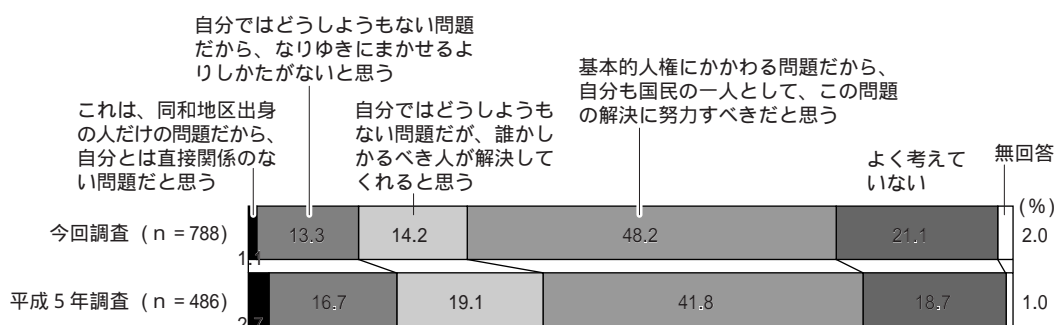 自分ではどうしようもない問題
だから、なりゆきにまかせるよ
りしかたがないと思う
これは、同和地区出身
の人だけの問題だから、
自分とは直接関係のな
い問題だと思う
自分ではどうしようも
ない問題だが、誰かし
かるべき人が解決して
くれると思う
基本的人権にかかわる問題だから、
自分も国民の一人として、この問題
の解決に努力すべきだと思う
よく考えて
いない
無回答
(%)
今回調査 (n=788) 1.1 13.3 14.2 48.2 21.1 2.0
平成5年調査 (n=486) 2.7 16.7 19.1 41.8 18.7 1.0